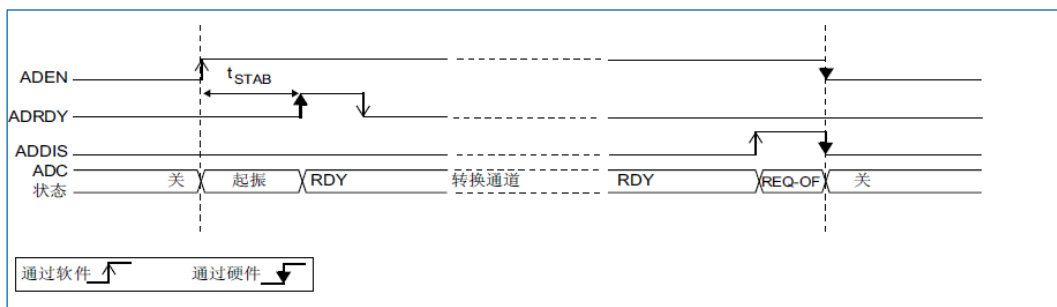 ADEN
tSTAB
ADRDY
ADDIS
ADC
状态
关 起振 RDY 转换通道 RDY REQ-OF 关
通过软件 通过硬件